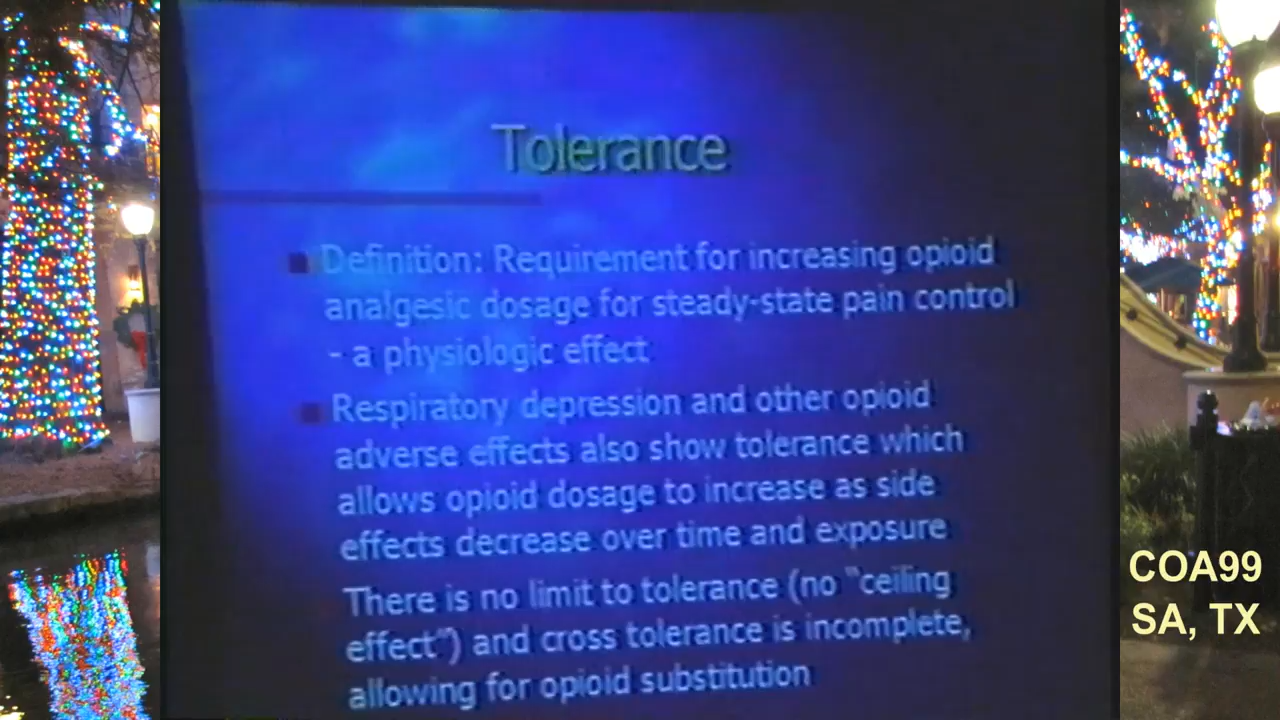 Tolerance
Definition: Requirement for increasing opioid
analgesic dosage for steady-state pain control
- a physiologic effect
Respiratory depression and other opioid
adverse effects also show tolerance which
allows opioid dosage to increase as side
effects decrease over time and exposure
There is no limit to tolerance (no "ceiling
effect") and cross tolerance is incomplete,
allowing for opioid substitution
COA99
SA, TX